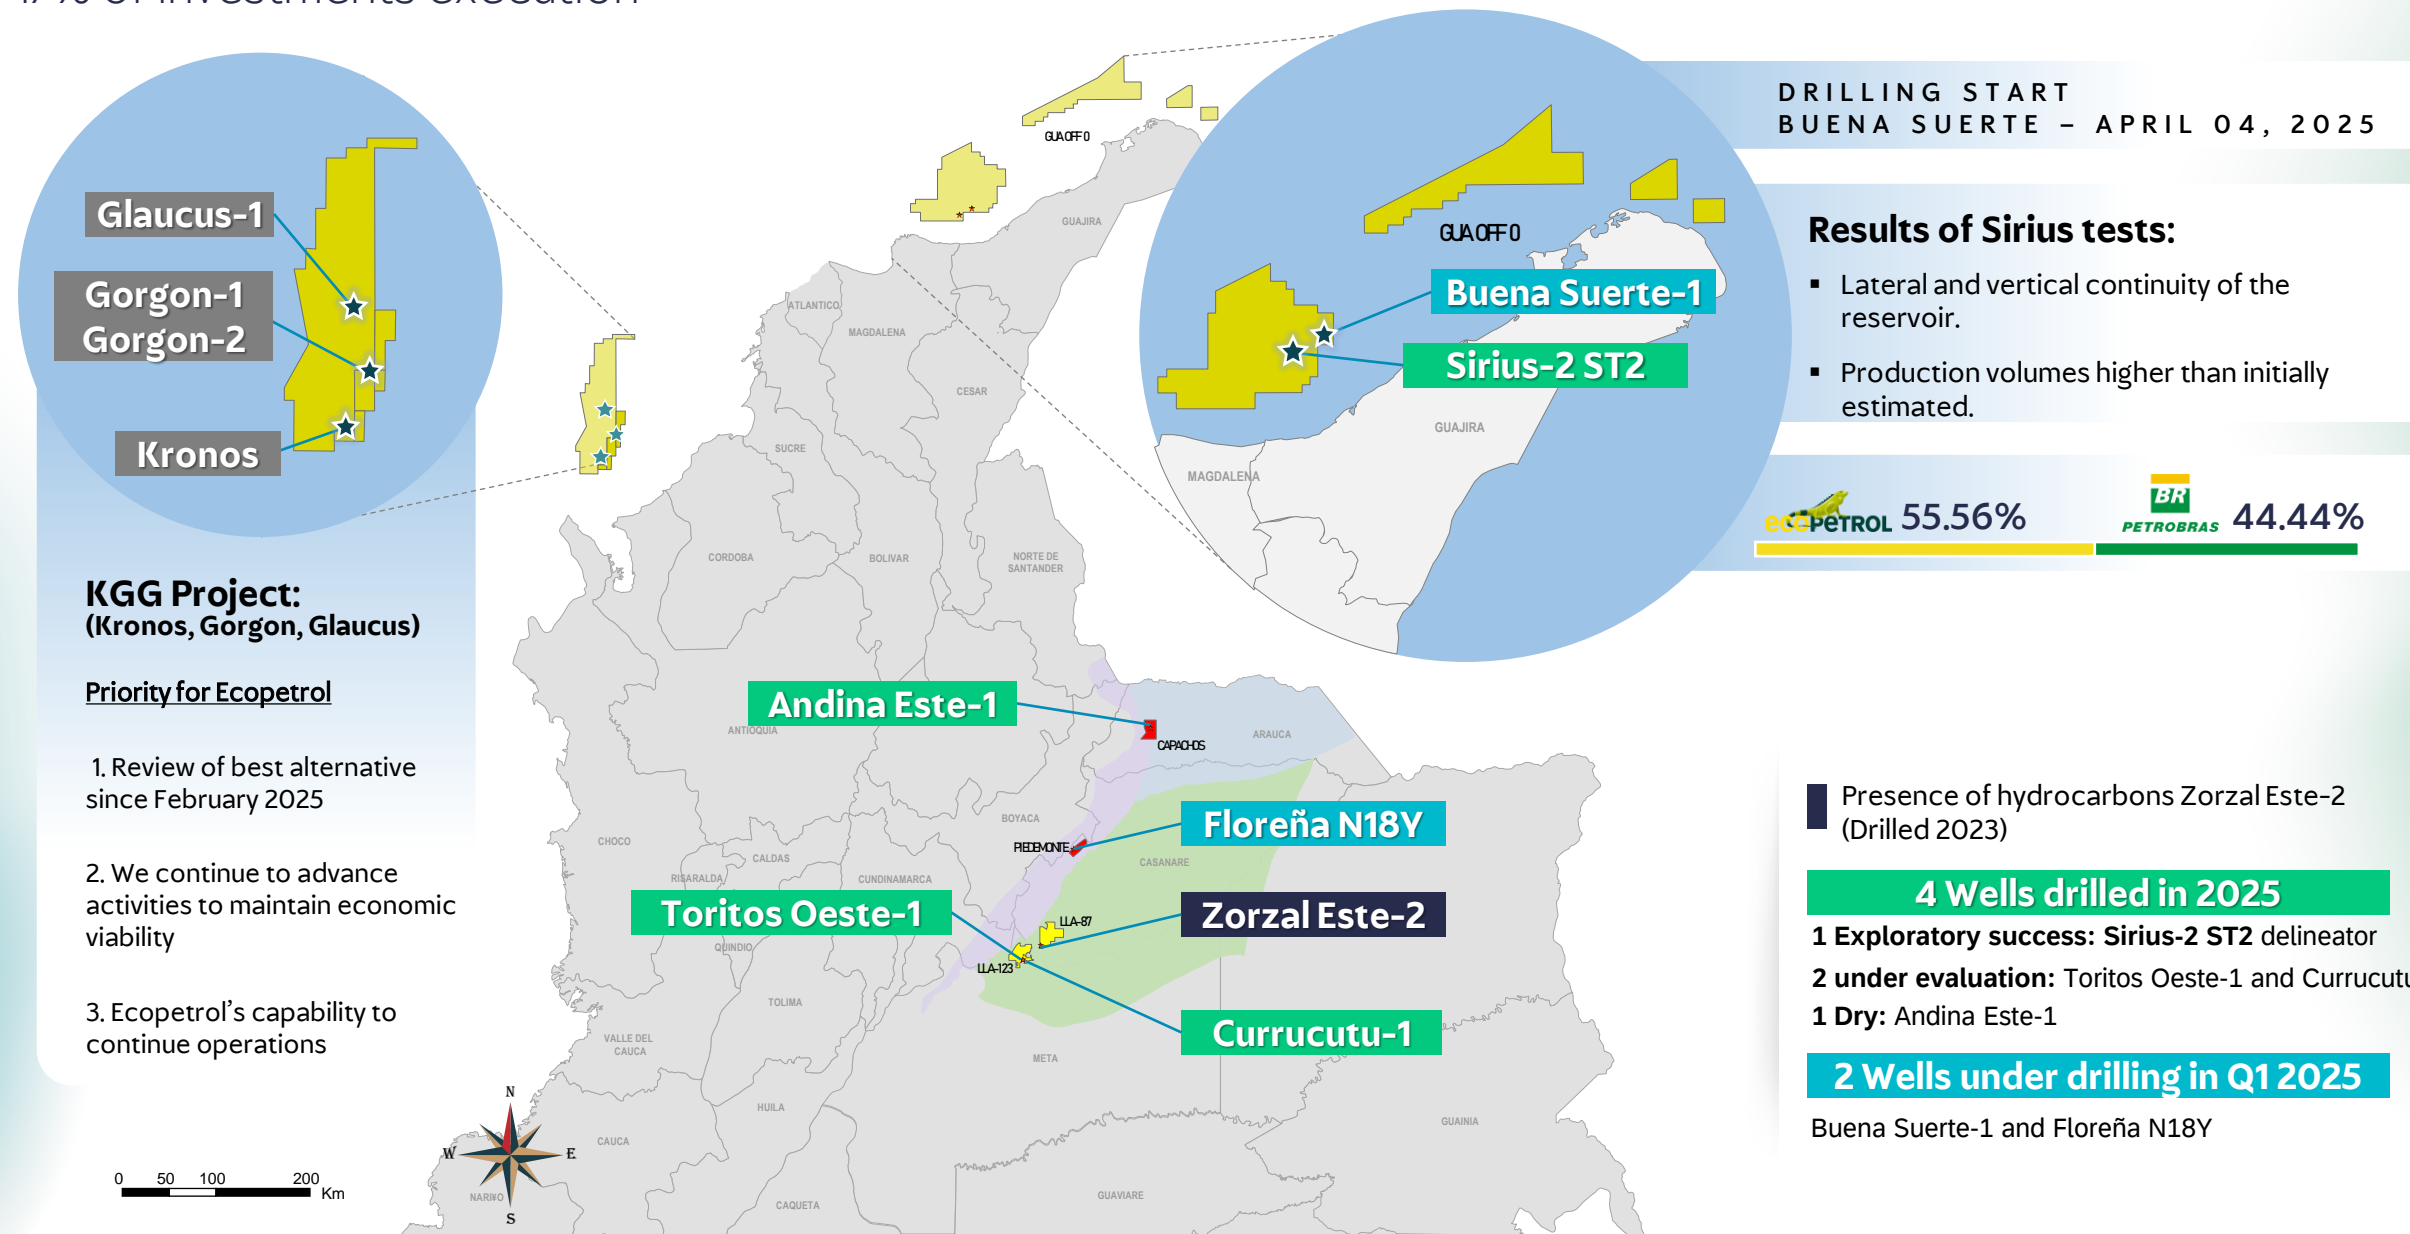 DRILLING START
BUENA SUERTE – APRIL 04, 2025
Results of Sirius tests:
▪ Lateral and vertical continuity of the
reservoir.
▪ Production volumes higher than initially
estimated.
ecoPETROL 55.56%
BR
PETROBRAS 44.44%
Glaucus-1
Gorgon-1
Gorgon-2
Kronos
KGG Project:
(Kronos, Gorgon, Glaucus)
Priority for Ecopetrol
1. Review of best alternative
since February 2025
2. We continue to advance
activities to maintain economic
viability
3. Ecopetrol's capability to
continue operations
GUA OFF 0
GUAJIRA
ATLANTICO
MAGDALENA
CESAR
SUCRE
CORDOBA
BOLIVAR
NORTE DE
SANTANDER
GUA OFF 0
Buena Suerte-1
Sirius-2 ST2
GUAJIRA
MAGDALENA
Andina Este-1
ANTIOQUIA
CAPACHOS
ARAUCA
BOYACA
Floreña N18Y
PIEDEMONTE
CASANARE
CHOCO
CALDAS
RISARALDA
CUNDINAMARCA
Toritos Oeste-1
Zorzal Este-2
LLA-87
QUINDIO
LLA-123
TOLIMA
Currucutu-1
VALLE DEL
CAUCA
META
HUILA
CAUCA
GUAINIA
NARIÑO
CAQUETA
GUAVIARE
N
W E
S
0 50 100 200
Km
Presence of hydrocarbons Zorzal Este-2
(Drilled 2023)
4 Wells drilled in 2025
1 Exploratory success: Sirius-2 ST2 delineator
2 under evaluation: Toritos Oeste-1 and Currucutu
1 Dry: Andina Este-1
2 Wells under drilling in Q1 2025
Buena Suerte-1 and Floreña N18Y